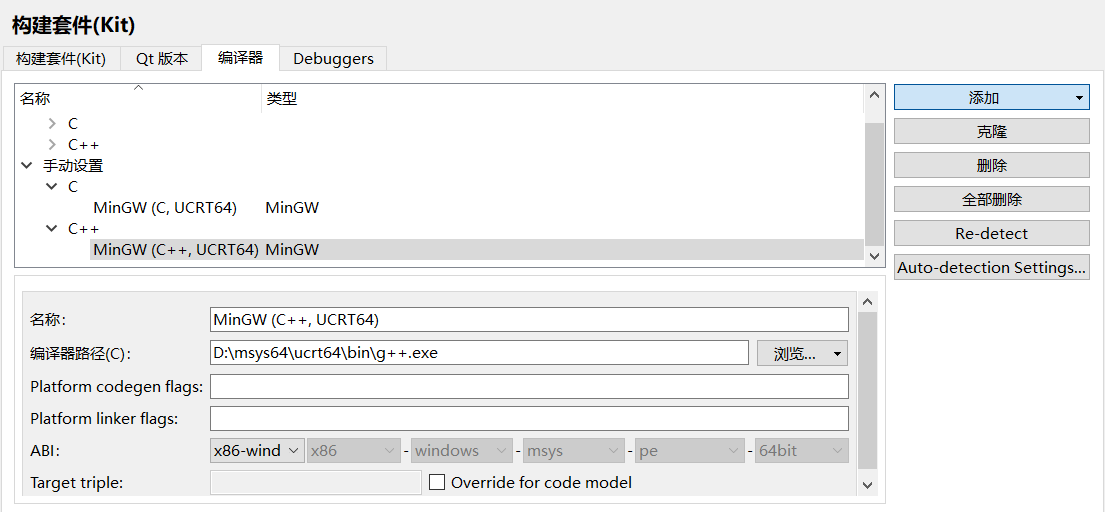 构建套件(Kit)
构建套件(Kit) Qt 版本 编译器 Debuggers
名称 类型 添加
C
C++ 克隆
手动设置 删除
C
MinGW (C, UCRT64) MinGW 全部删除
C++ Re-detect
MinGW (C++, UCRT64) MinGW
Auto-detection Settings...
名称： MinGW (C++, UCRT64)
编译器路径(C)： D:\msys64\ucrt64\bin\g++.exe 浏览...
Platform codegen flags:
Platform linker flags:
ABI： x86-wind x86 - windows - msys - pe - 64bit
Target triple: Override for code model